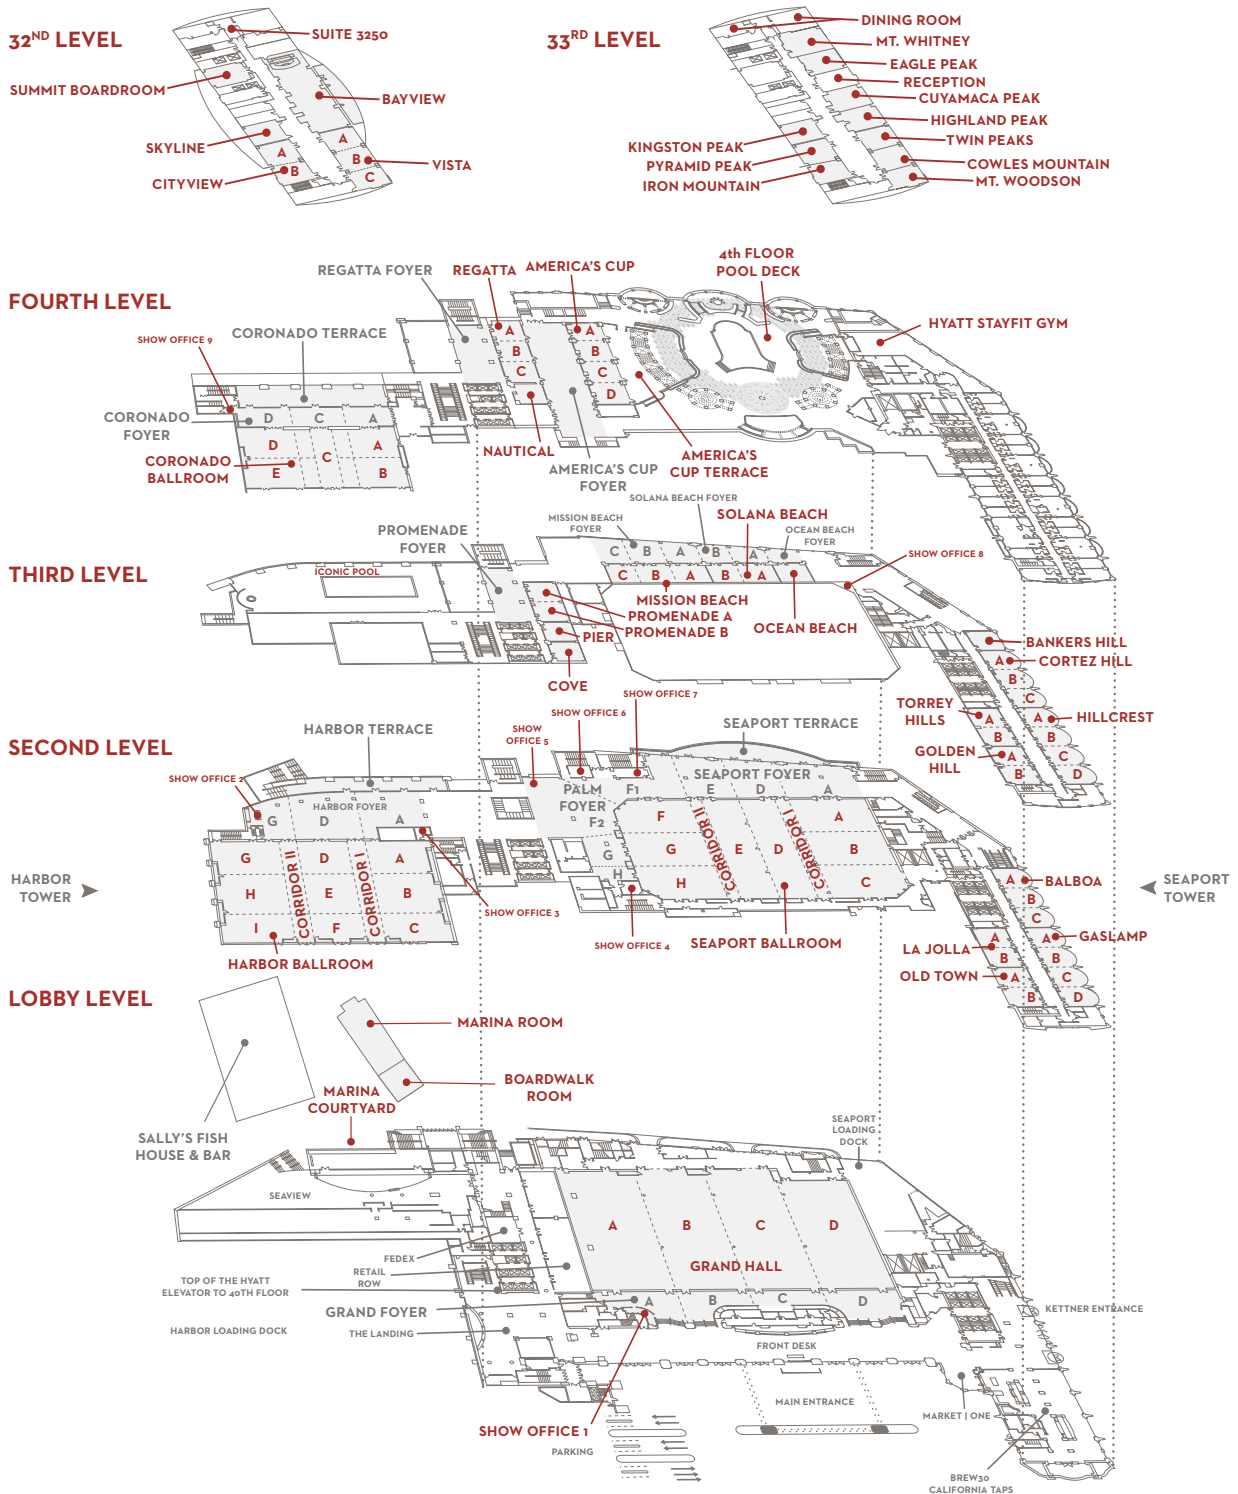 32ND LEVEL
SUITE 3250
SUMMIT BOARDROOM
BAYVIEW
SKYLINE
A
B
CITYVIEW
A
B
C
VISTA
33RD LEVEL
DINING ROOM
MT. WHITNEY
EAGLE PEAK
RECEPTION
CUYAMACA PEAK
HIGHLAND PEAK
TWIN PEAKS
COWLES MOUNTAIN
MT. WOODSON
KINGSTON PEAK
PYRAMID PEAK
IRON MOUNTAIN
FOURTH LEVEL
REGATTA FOYER
REGATTA
AMERICA'S CUP
4th FLOOR
POOL DECK
HYATT STAYFIT GYM
SHOW OFFICE 9
CORONADO TERRACE
A
B
C
A
B
C
D
CORONADO
FOYER
D
C
A
D
C
A
E
B
CORONADO
BALLROOM
NAUTICAL
AMERICA'S CUP
FOYER
AMERICA'S
CUP TERRACE
THIRD LEVEL
PROMENADE
FOYER
ICONIC POOL
MISSION BEACH
FOYER
SOLANA BEACH FOYER
SOLANA BEACH
OCEAN BEACH
FOYER
SHOW OFFICE 8
C
B
A
B
A
C
B
A
B
A
MISSION BEACH
PROMENADE A
PROMENADE B
PIER
COVE
OCEAN BEACH
BANKERS HILL
A
CORTEZ HILL
B
C
TORREY
HILLS
A
B
A
HILLCREST
B
C
D
GOLDEN
HILL
A
B
SECOND LEVEL
HARBOR TERRACE
SHOW OFFICE 2
SHOW
OFFICE 5
SHOW OFFICE 6
SHOW OFFICE 7
SEAPORT TERRACE
HARBOR FOYER
G
D
A
PALM
FOYER
F1
F2
G
H
SEAPORT FOYER
E
D
A
G
D
A
H
E
B
I
F
C
CORRIDOR II
CORRIDOR I
F
G
H
E
D
A
B
C
CORRIDOR II
CORRIDOR I
SHOW OFFICE 3
SHOW OFFICE 4
HARBOR BALLROOM
SEAPORT BALLROOM
HARBOR
TOWER
SEAPORT
TOWER
A
BALBOA
B
C
LA JOLLA
A
B
A
GASLAMP
B
C
D
OLD TOWN
A
B
LOBBY LEVEL
MARINA ROOM
BOARDWALK
ROOM
MARINA
COURTYARD
SALLY'S FISH
HOUSE & BAR
SEAPORT
LOADING
DOCK
SEAVIEW
FEDEX
RETAIL
ROW
TOP OF THE HYATT
ELEVATOR TO 40TH FLOOR
GRAND FOYER
HARBOR LOADING DOCK
THE LANDING
A
B
C
D
GRAND HALL
A
B
C
D
FRONT DESK
KETTNER ENTRANCE
MAIN ENTRANCE
SHOW OFFICE 1
PARKING
MARKET | ONE
BREW30
CALIFORNIA TAPS